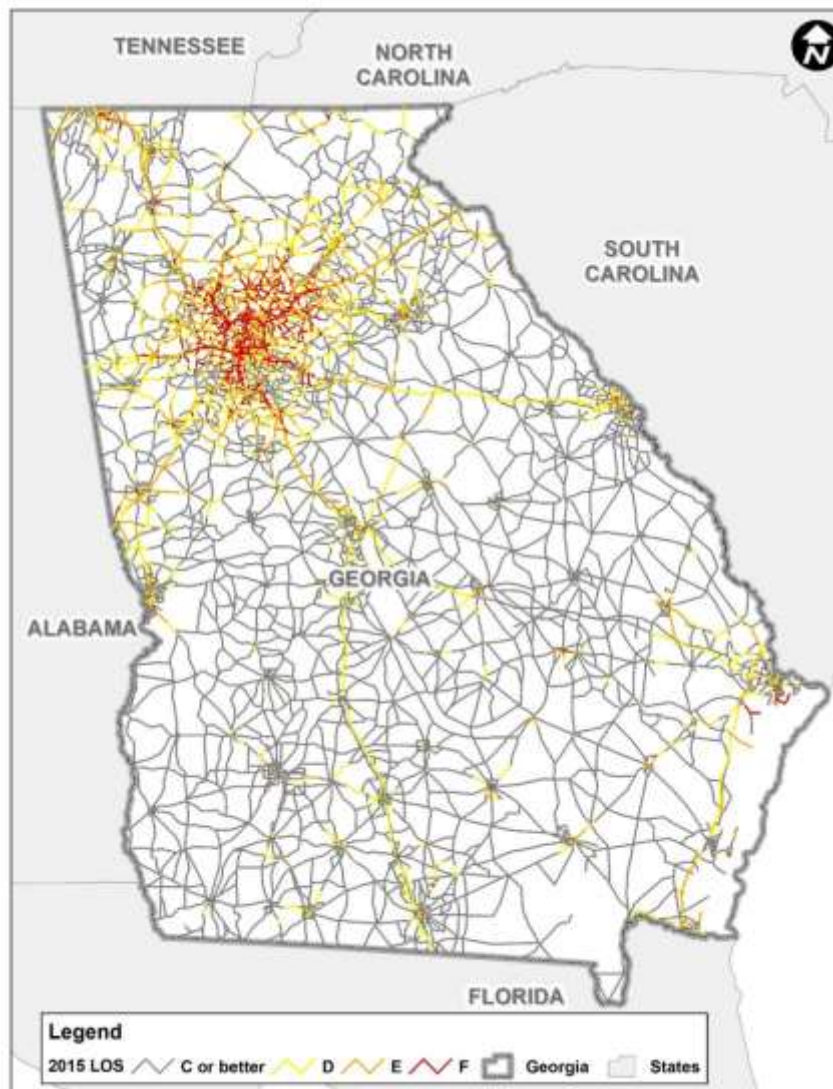 TENNESSEE
NORTH
CAROLINA
N
SOUTH
CAROLINA
GEORGIA
ALABAMA
FLORIDA
Legend
2015 LOS C or better D E F Georgia States